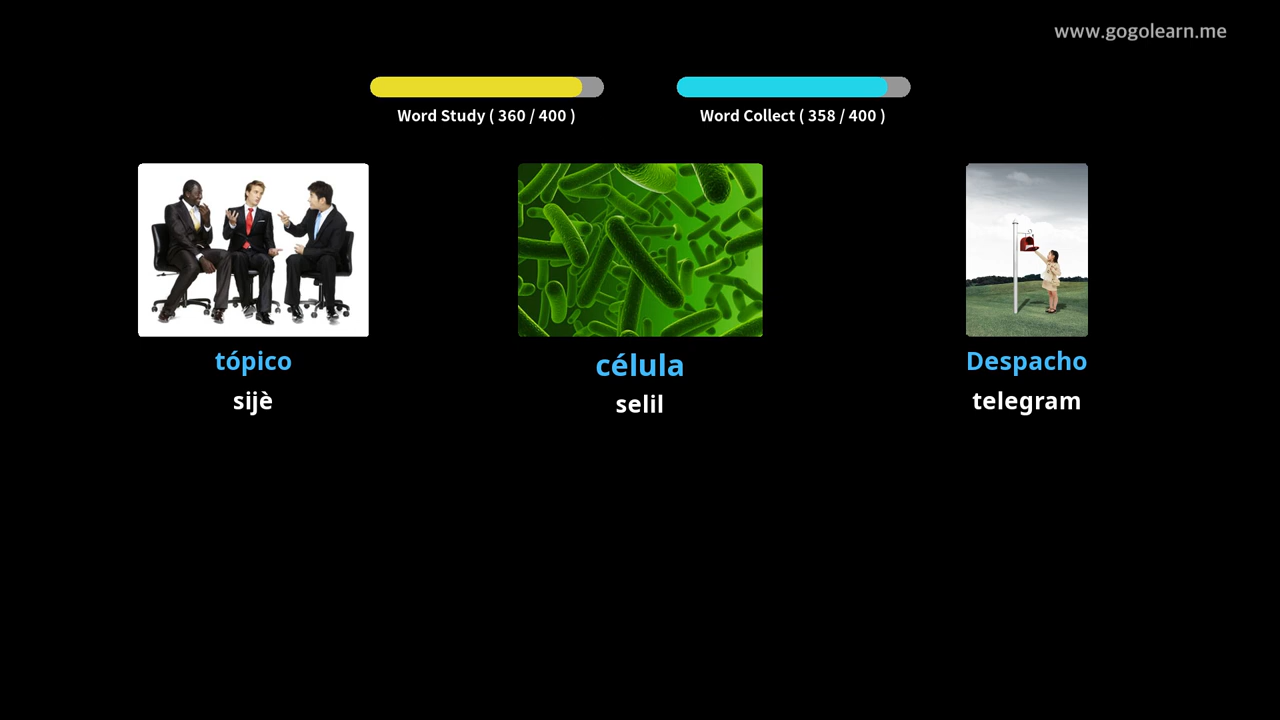 www.gogolearn.me
Word Study ( 360 / 400 )
Word Collect ( 358 / 400 )
tópico
sijè
célula
selil
Despacho
telegram